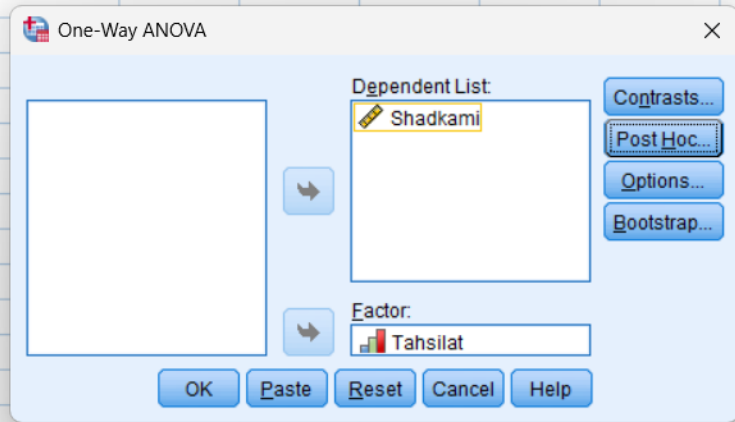 One-Way ANOVA
Dependent List:
Shadkami
Contrasts...
Post Hoc...
Options...
Bootstrap...
Factor:
Tahsilat
OK Paste Reset Cancel Help